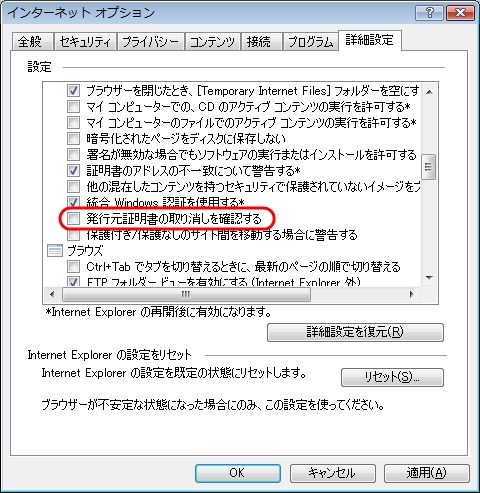 インターネット オプション
全般 セキュリティ プライバシー コンテンツ 接続 プログラム 詳細設定
設定
ブラウザーを閉じたとき、[Temporary Internet Files] フォルダーを空にす
マイ コンピューターでの、CD のアクティブ コンテンツの実行を許可する*
マイ コンピューターのファイルでのアクティブ コンテンツの実行を許可する*
暗号化されたページをディスクに保存しない
署名が無効な場合でもソフトウェアの実行またはインストールを許可する
証明書のアドレスの不一致について警告する*
他の混在したコンテンツを持つセキュリティで保護されていないイメージをブ
統合 Windows 認証を使用する*
発行元証明書の取り消しを確認する
保護付き/保護なしのサイト間を移動する場合に警告する
ブラウズ
Ctrl+Tab でタブを切り替えるときに、最新のページの順で切り替える
FTP フォルダー ビューを有効にする (Internet Explorer 外)
*Internet Explorer の再開後に有効になります。
詳細設定を復元(R)
Internet Explorer の設定をリセット
Internet Explorer の設定を既定の状態にリセットします。
リセット(S)...
ブラウザーが不安定な状態になった場合にのみ、この設定を使ってください。
OK キャンセル 適用(A)